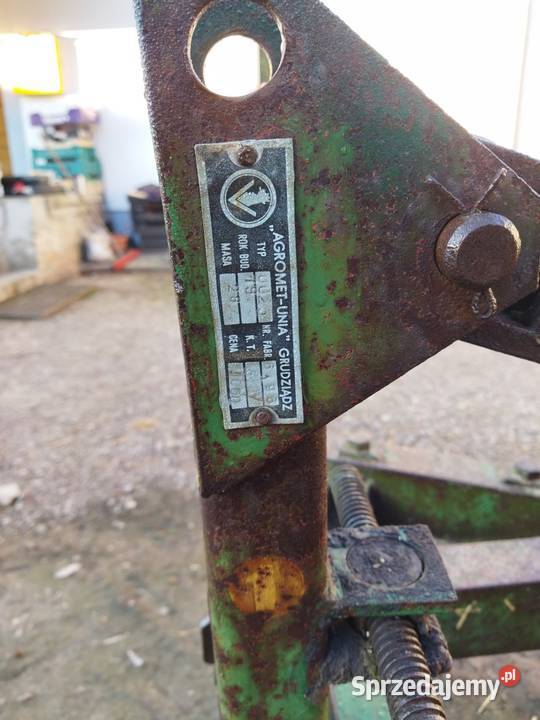 "AGROMET-UNIA" GRUDZIĄDZ
TYP
NR. FABR.
ROK BUD.
K. T.
MASA
CENA
Sprzedajemy.pl